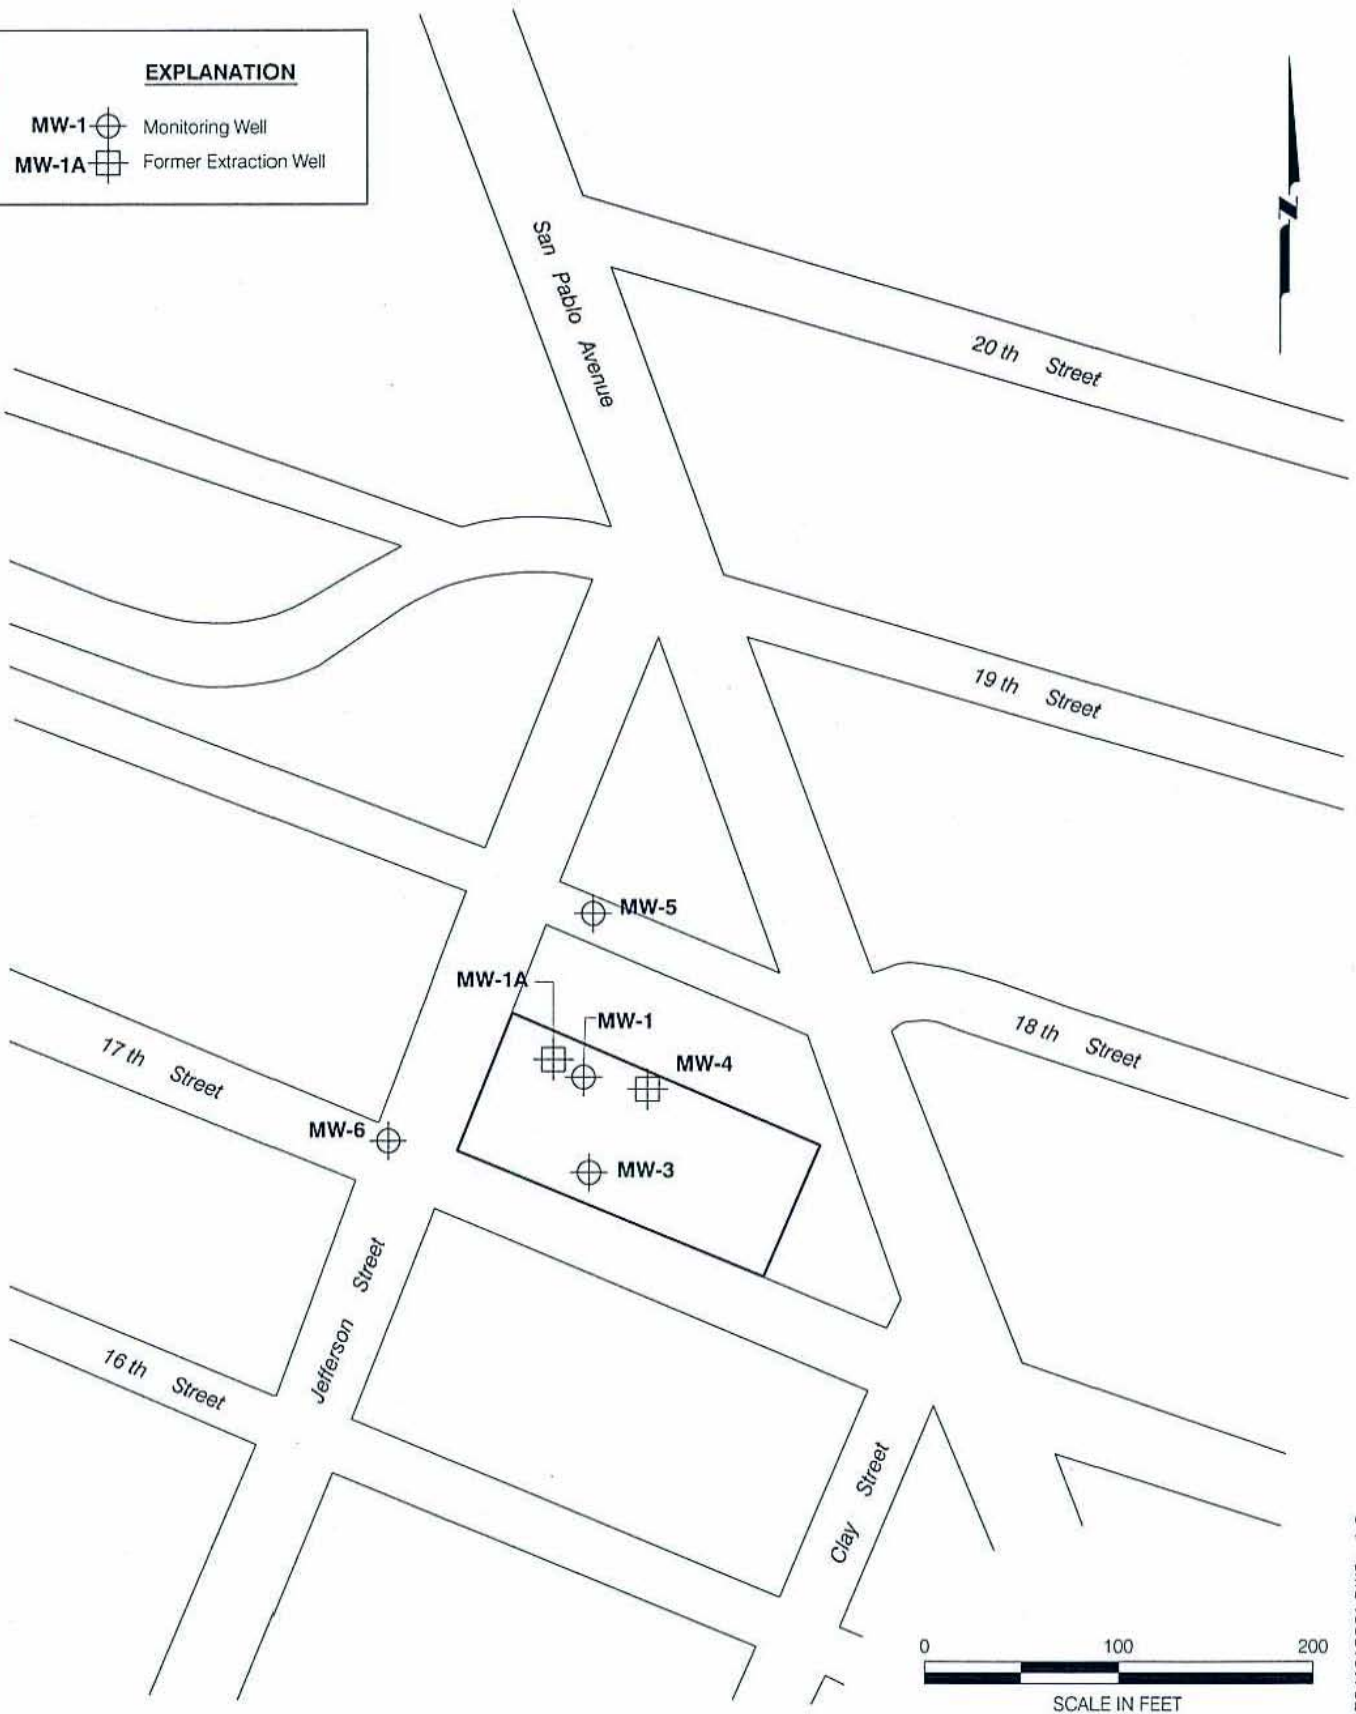 EXPLANATION
MW-1 Monitoring Well
MW-1A Former Extraction Well
N
San Pablo Avenue
20 th Street
19 th Street
MW-5
MW-1A
MW-1
18 th Street
17 th Street
MW-4
MW-6
MW-3
Jefferson Street
16 th Street
Clay Street
0 100 200
SCALE IN FEET